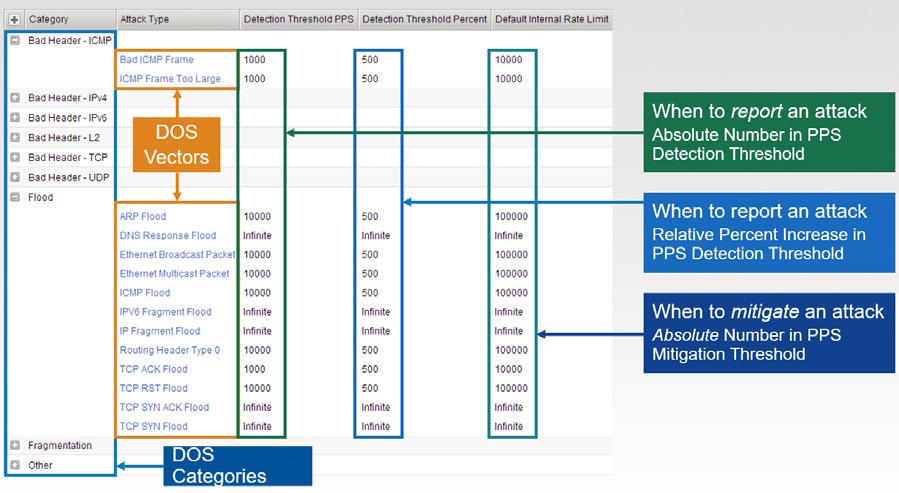 Category Attack Type Detection Threshold PPS Detection Threshold Percent Default Internal Rate Limit
Bad Header - ICMP
Bad ICMP Frame 1000 500 10000
ICMP Frame Too Large 1000 500 10000
Bad Header - IPv4
Bad Header - IPv6
Bad Header - L2
Bad Header - TCP
Bad Header - UDP
Flood
ARP Flood 10000 500 100000
DNS Response Flood Infinite Infinite Infinite
Ethernet Broadcast Packet 10000 500 100000
Ethernet Multicast Packet 10000 500 100000
ICMP Flood 10000 500 100000
IPV6 Fragment Flood Infinite Infinite Infinite
IP Fragment Flood Infinite Infinite Infinite
Routing Header Type 0 10000 500 100000
TCP ACK Flood 1000 500 10000
TCP RST Flood 10000 500 100000
TCP SYN ACK Flood Infinite Infinite Infinite
TCP SYN Flood Infinite Infinite Infinite
Fragmentation
Other
DOS
Vectors
DOS
Categories
When to report an attack
Absolute Number in PPS
Detection Threshold
When to report an attack
Relative Percent Increase in
PPS Detection Threshold
When to mitigate an attack
Absolute Number in PPS
Mitigation Threshold